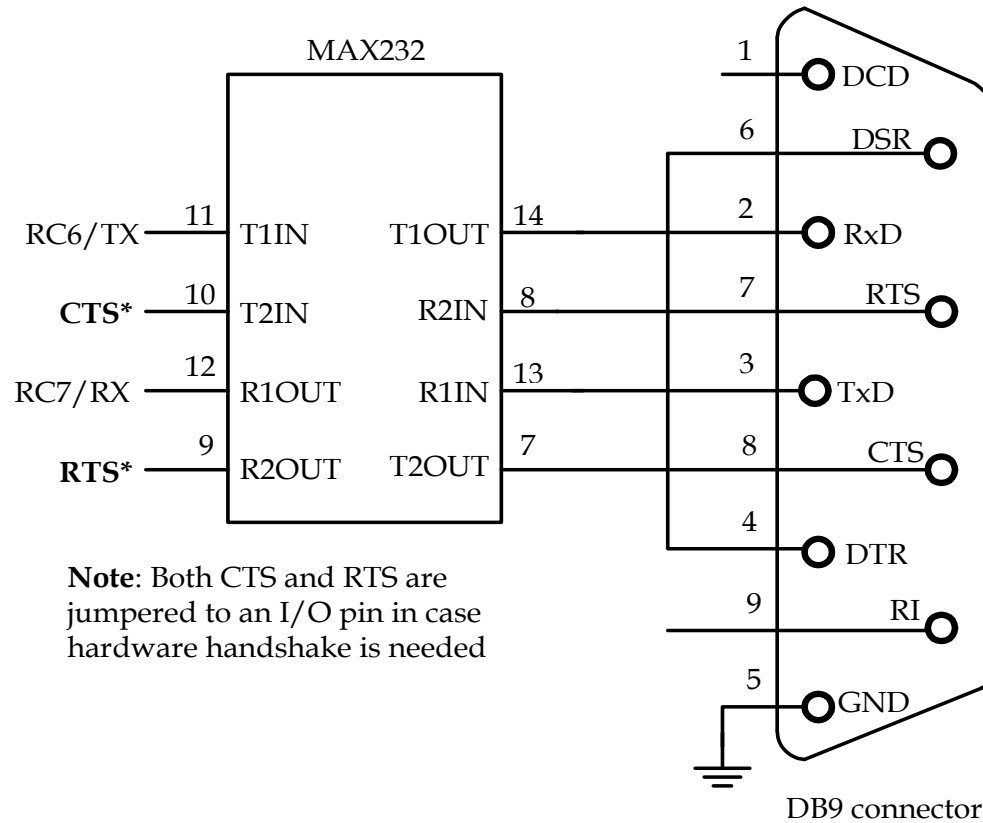 MAX232
1
DCD
6
DSR
RC6/TX
11
T1IN
T1OUT
14
2
RxD
CTS*
10
T2IN
R2IN
8
7
RTS
RC7/RX
12
R1OUT
R1IN
13
3
TxD
RTS*
9
R2OUT
T2OUT
7
8
CTS
4
DTR
9
RI
5
GND
Note: Both CTS and RTS are
jumpered to an I/O pin in case
hardware handshake is needed
DB9 connector